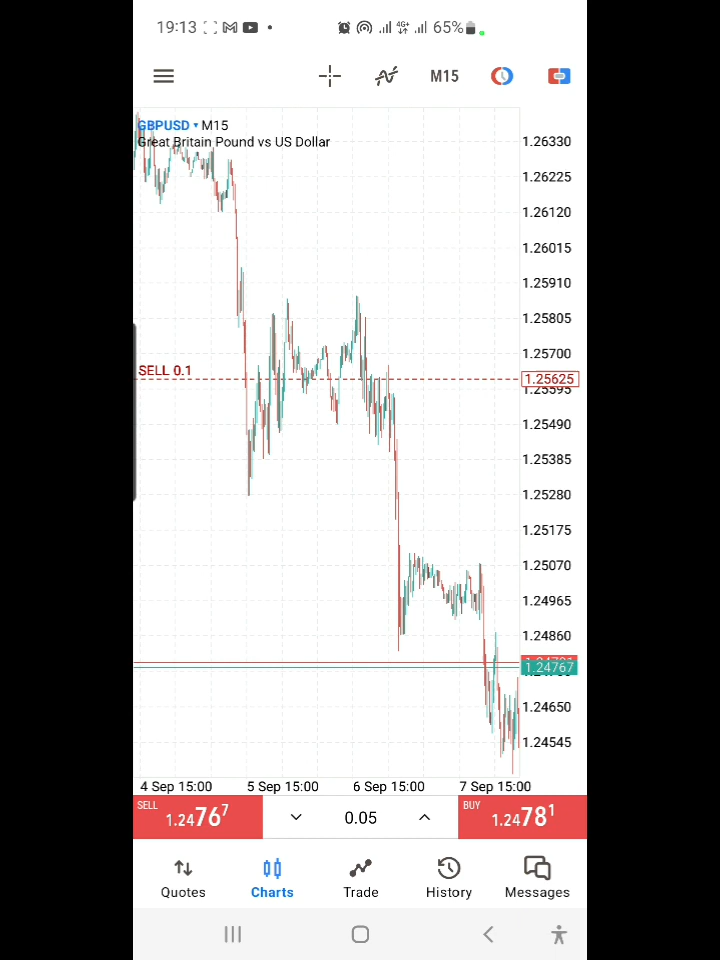 19:13
4G+
65%
M15
GBPUSD M15
Great Britain Pound vs US Dollar
1.26330
1.26225
1.26120
1.26015
1.25910
1.25805
1.25700
SELL 0.1
1.25625
1.25595
1.25490
1.25385
1.25280
1.25175
1.25070
1.24965
1.24860
1.24767
1.24650
1.24545
4 Sep 15:00 5 Sep 15:00 6 Sep 15:00 7 Sep 15:00
SELL 1.24767
0.05
BUY 1.24781
Quotes Charts Trade History Messages